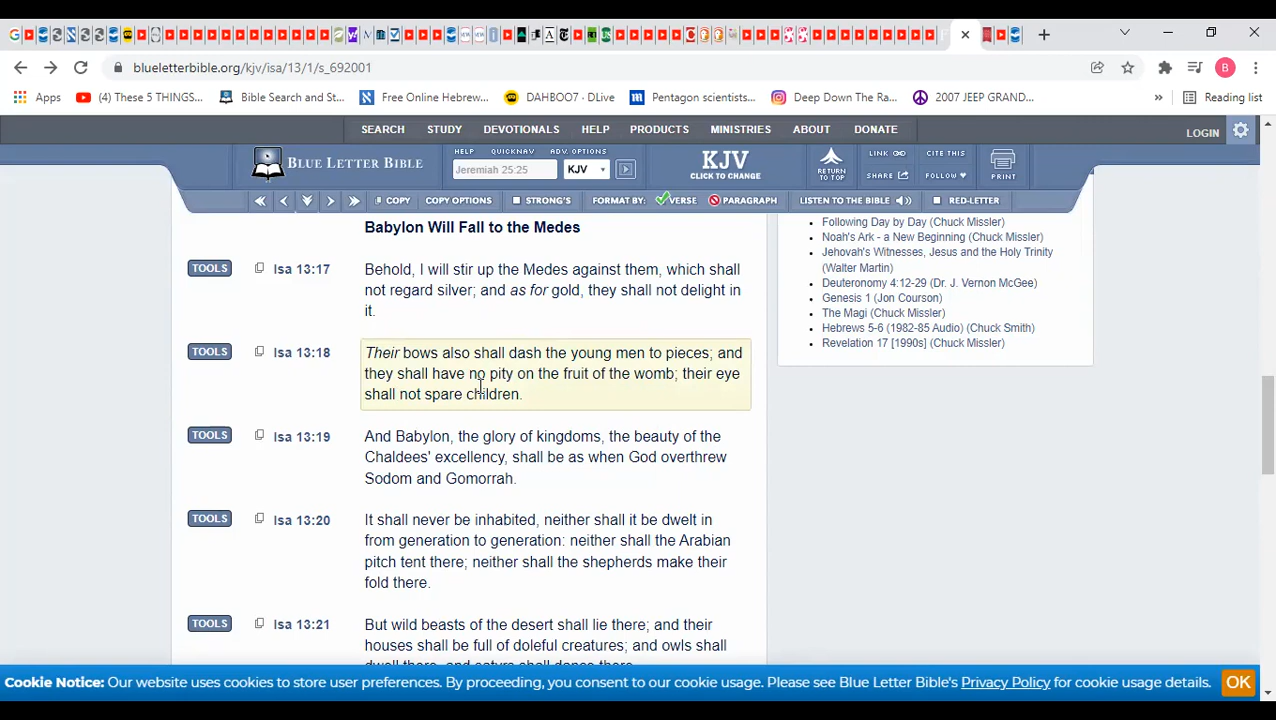 blueletterbible.org/kjv/isa/13/1/s_692001
B
Apps
(4) These 5 THINGS...
Bible Search and St...
Free Online Hebrew...
DAHBOO7 - DLive
Pentagon scientists...
Deep Down The Ra...
2007 JEEP GRAND...
»
Reading list
SEARCH
STUDY
DEVOTIONALS
HELP
PRODUCTS
MINISTRIES
ABOUT
DONATE
LOGIN
BLUE LETTER BIBLE
HELP
QUICKNAV
ADV. OPTIONS
Jeremiah 25:25
KJV
KJV
CLICK TO CHANGE
RETURN
TO TOP
LINK
CITE THIS
SHARE
FOLLOW
PRINT
COPY
COPY OPTIONS
STRONG'S
FORMAT BY:
VERSE
PARAGRAPH
LISTEN TO THE BIBLE
RED-LETTER
Babylon Will Fall to the Medes
TOOLS
Isa 13:17
Behold, I will stir up the Medes against them, which shall
not regard silver; and as for gold, they shall not delight in
it.
TOOLS
Isa 13:18
Their bows also shall dash the young men to pieces; and
they shall have no pity on the fruit of the womb; their eye
shall not spare children.
TOOLS
Isa 13:19
And Babylon, the glory of kingdoms, the beauty of the
Chaldees' excellency, shall be as when God overthrew
Sodom and Gomorrah.
TOOLS
Isa 13:20
It shall never be inhabited, neither shall it be dwelt in
from generation to generation: neither shall the Arabian
pitch tent there; neither shall the shepherds make their
fold there.
TOOLS
Isa 13:21
But wild beasts of the desert shall lie there; and their
houses shall be full of doleful creatures; and owls shall
dwell there, and satyrs shall dance there.
Following Day by Day (Chuck Missler)
Noah's Ark - a New Beginning (Chuck Missler)
Jehovah's Witnesses, Jesus and the Holy Trinity
(Walter Martin)
Deuteronomy 4:12-29 (Dr. J. Vernon McGee)
Genesis 1 (Jon Courson)
The Magi (Chuck Missler)
Hebrews 5-6 (1982-85 Audio) (Chuck Smith)
Revelation 17 [1990s] (Chuck Missler)
Cookie Notice: Our website uses cookies to store user preferences. By proceeding, you consent to our cookie usage. Please see Blue Letter Bible's Privacy Policy for cookie usage details.
OK